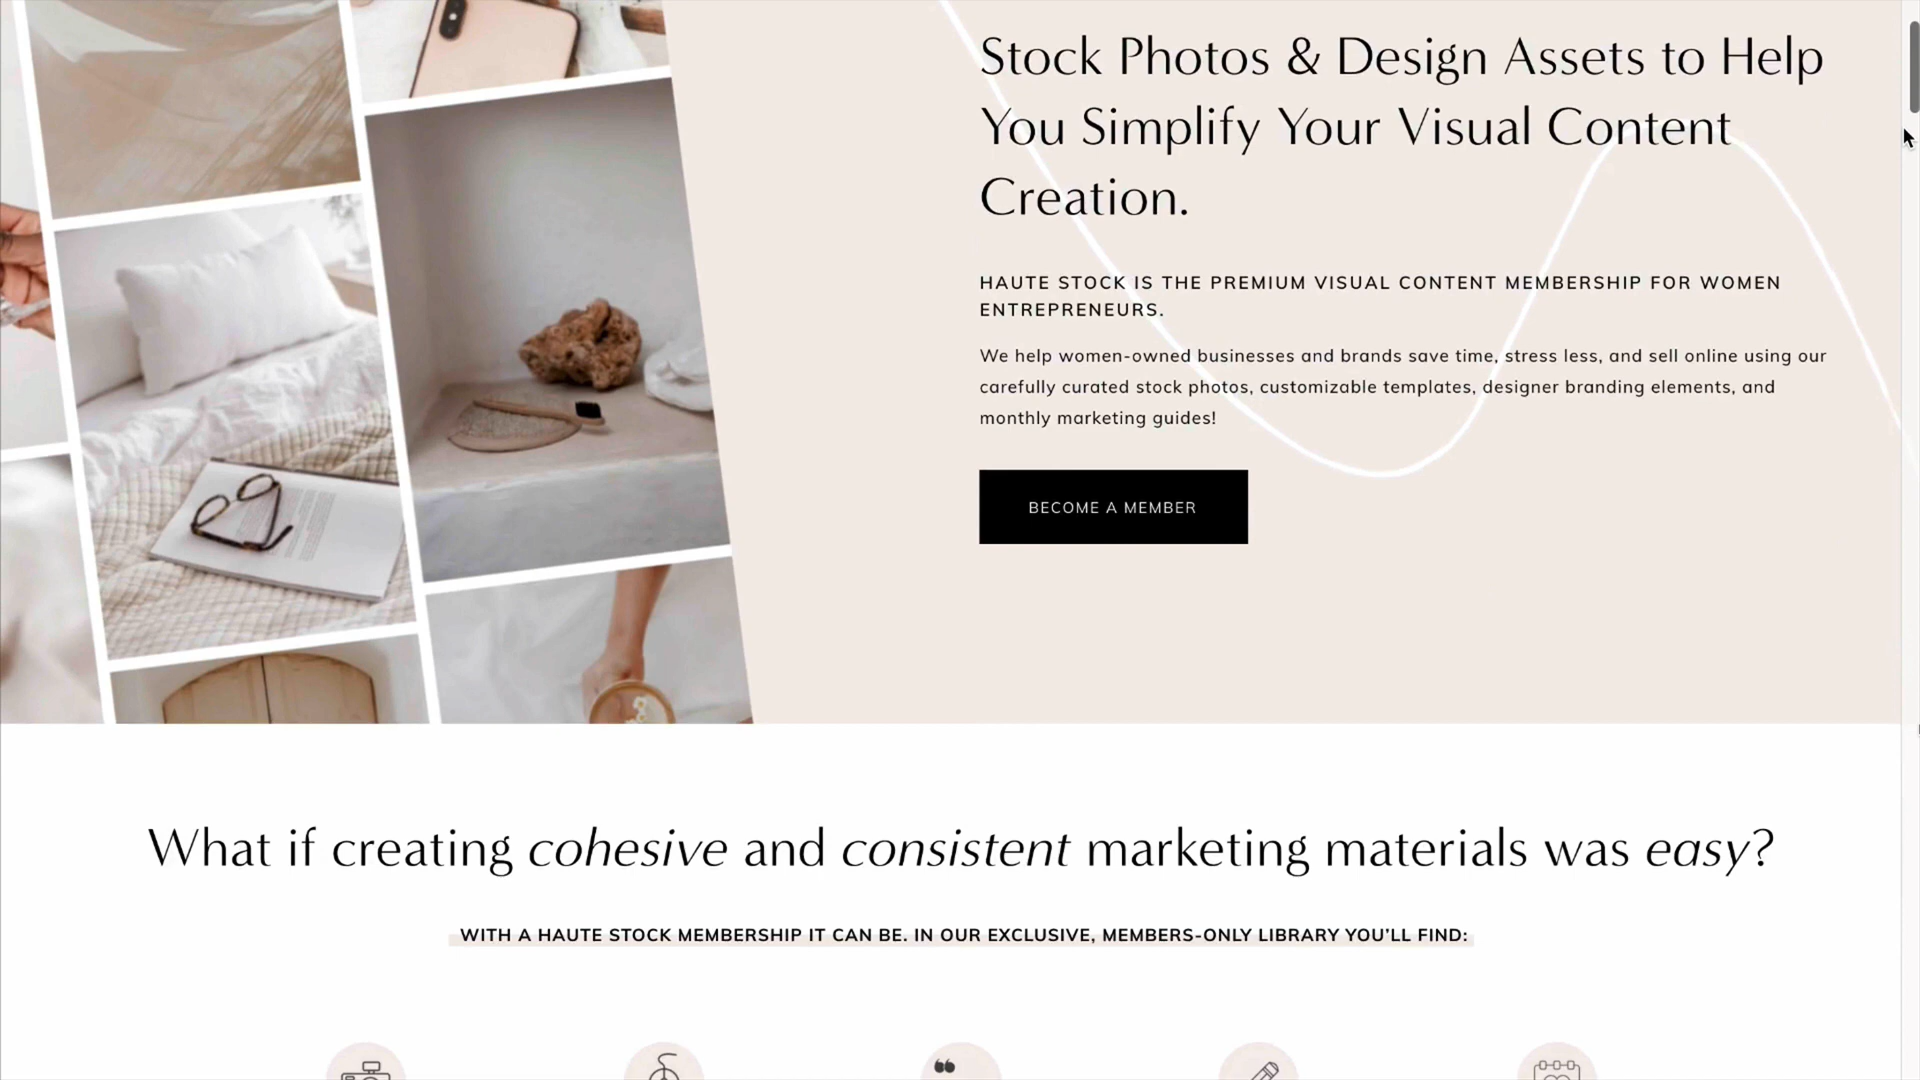 Stock Photos & Design Assets to Help
You Simplify Your Visual Content
Creation.
HAUTE STOCK IS THE PREMIUM VISUAL CONTENT MEMBERSHIP FOR WOMEN
ENTREPRENEURS.
We help women-owned businesses and brands save time, stress less, and sell online using our
carefully curated stock photos, customizable templates, designer branding elements, and
monthly marketing guides!
BECOME A MEMBER
What if creating cohesive and consistent marketing materials was easy?
WITH A HAUTE STOCK MEMBERSHIP IT CAN BE. IN OUR EXCLUSIVE, MEMBERS-ONLY LIBRARY YOU'LL FIND: